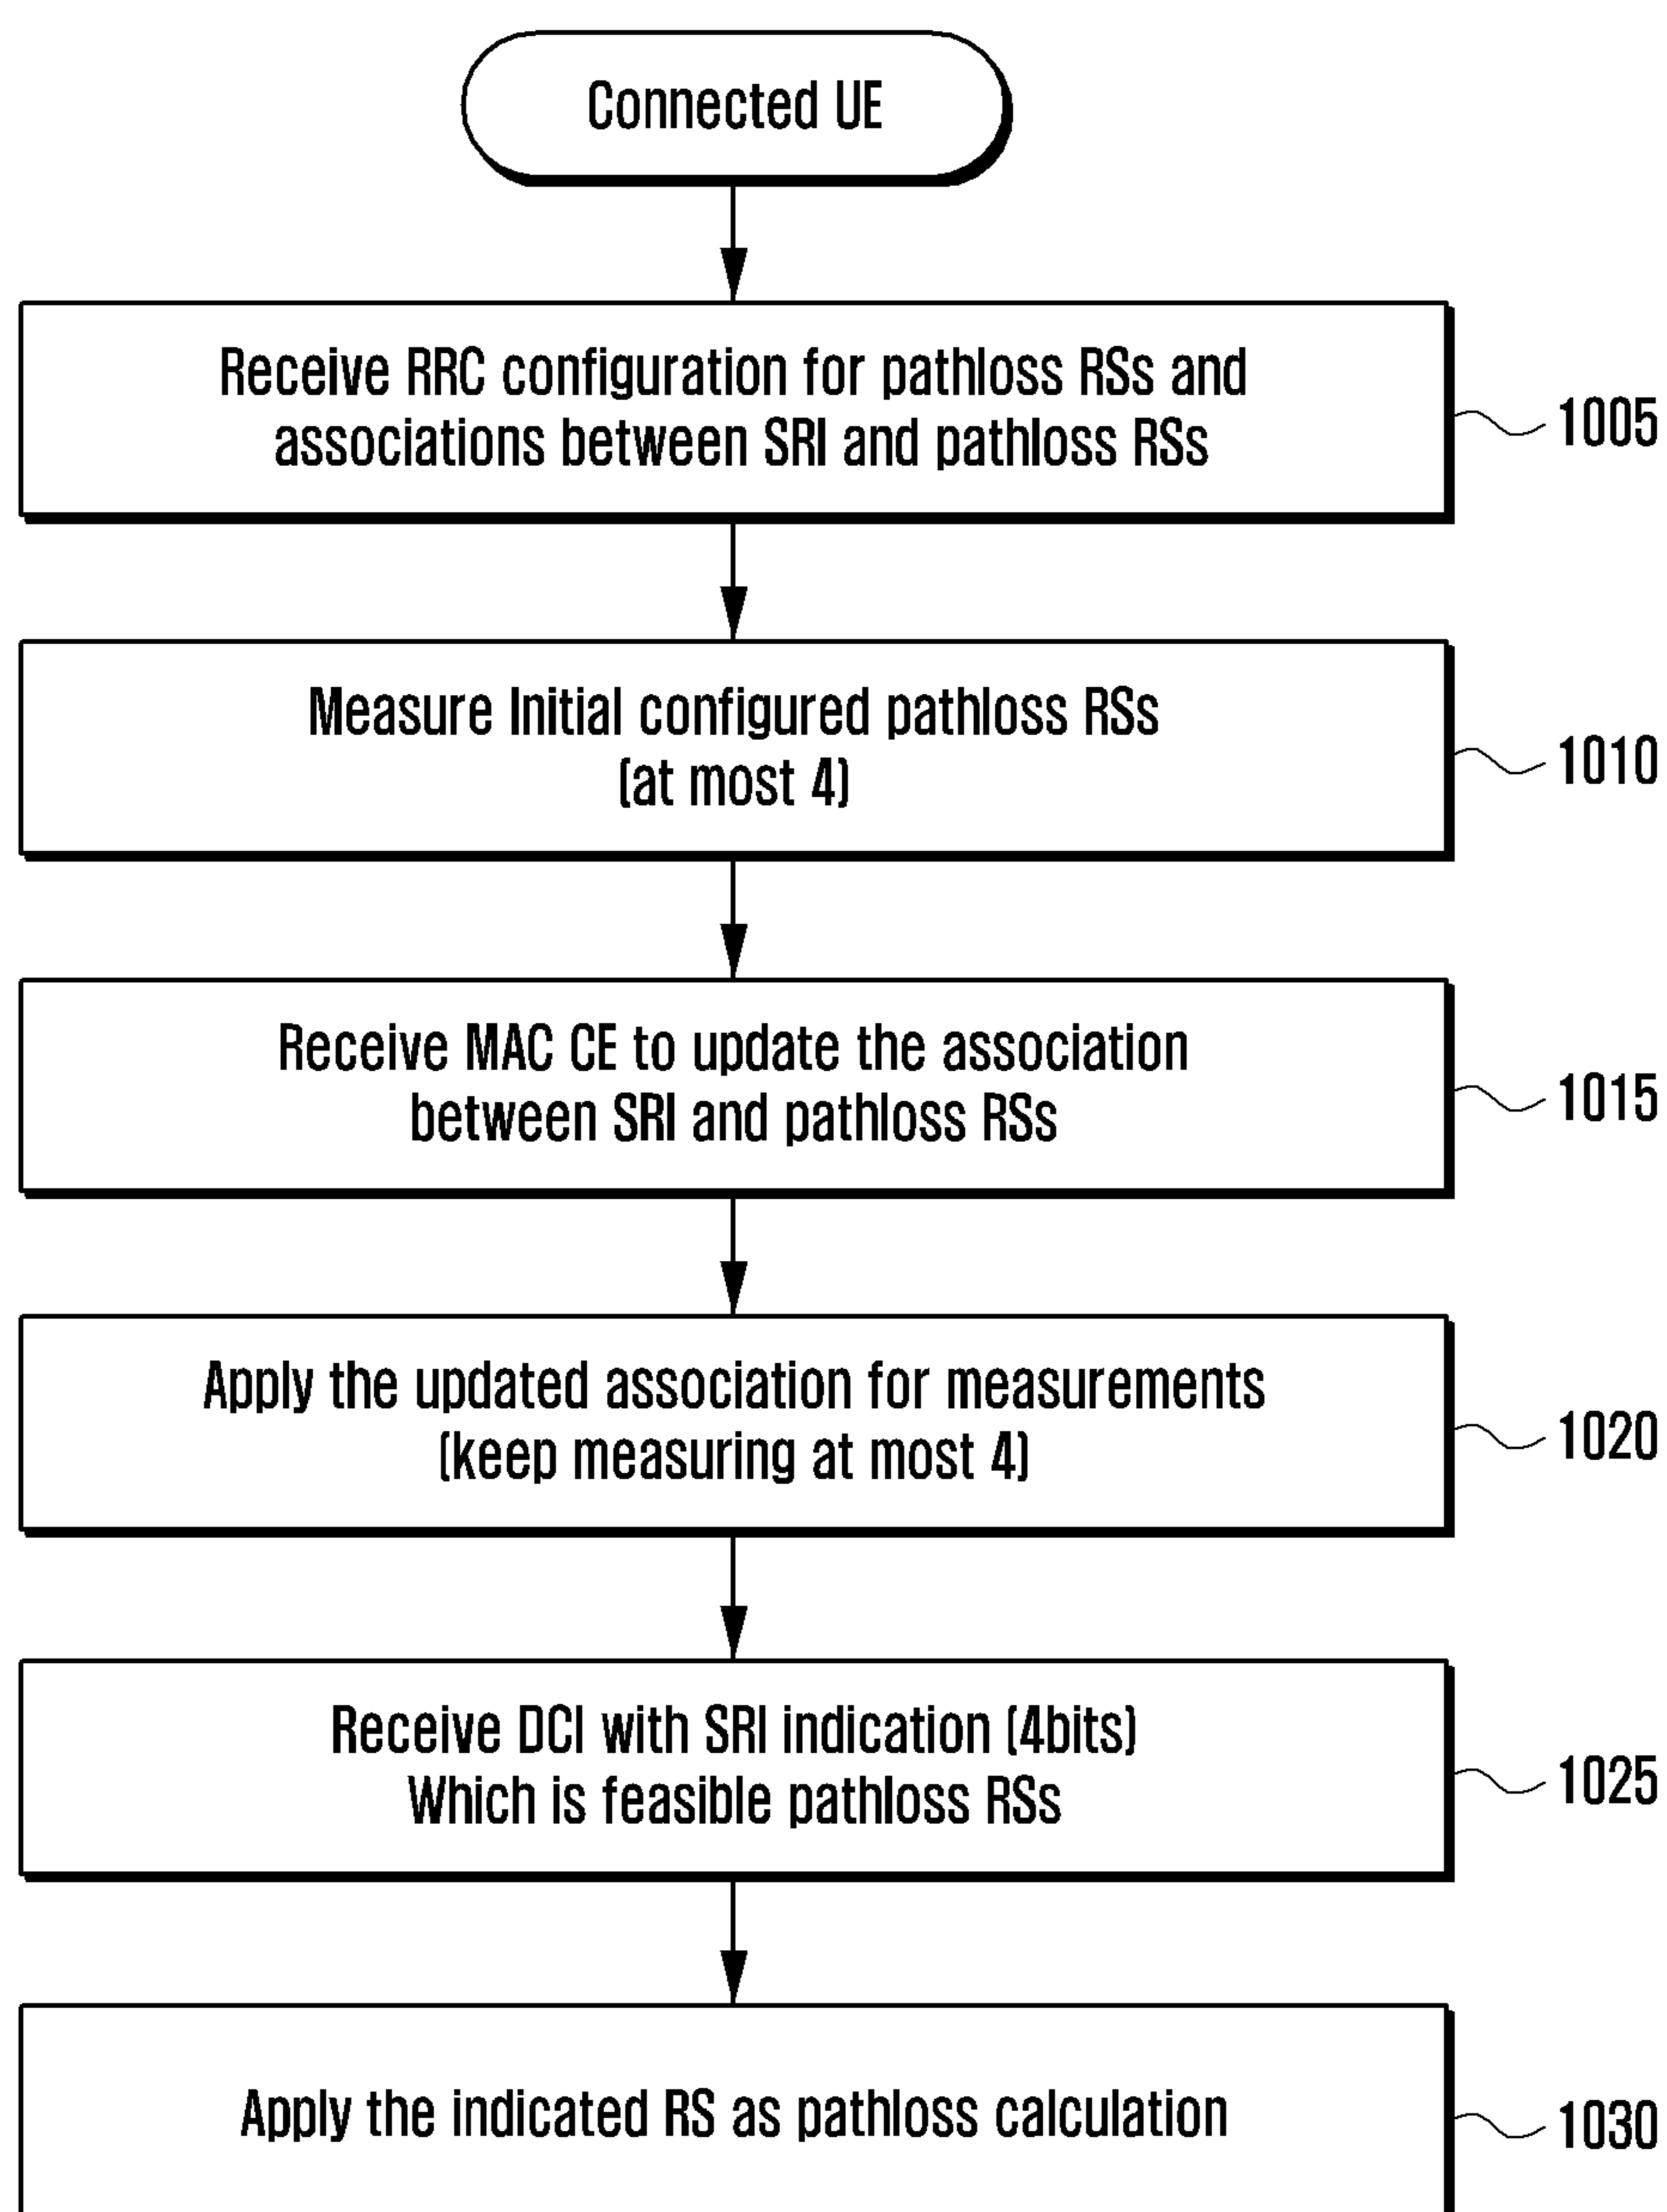 Connected UE
Receive RRC configuration for pathloss RSs and
associations between SRI and pathloss RSs
1005
Measure Initial configured pathloss RSs
(at most 4)
1010
Receive MAC CE to update the association
between SRI and pathloss RSs
1015
Apply the updated association for measurements
(keep measuring at most 4)
1020
Receive DCI with SRI indication (4bits)
Which is feasible pathloss RSs
1025
Apply the indicated RS as pathloss calculation
1030